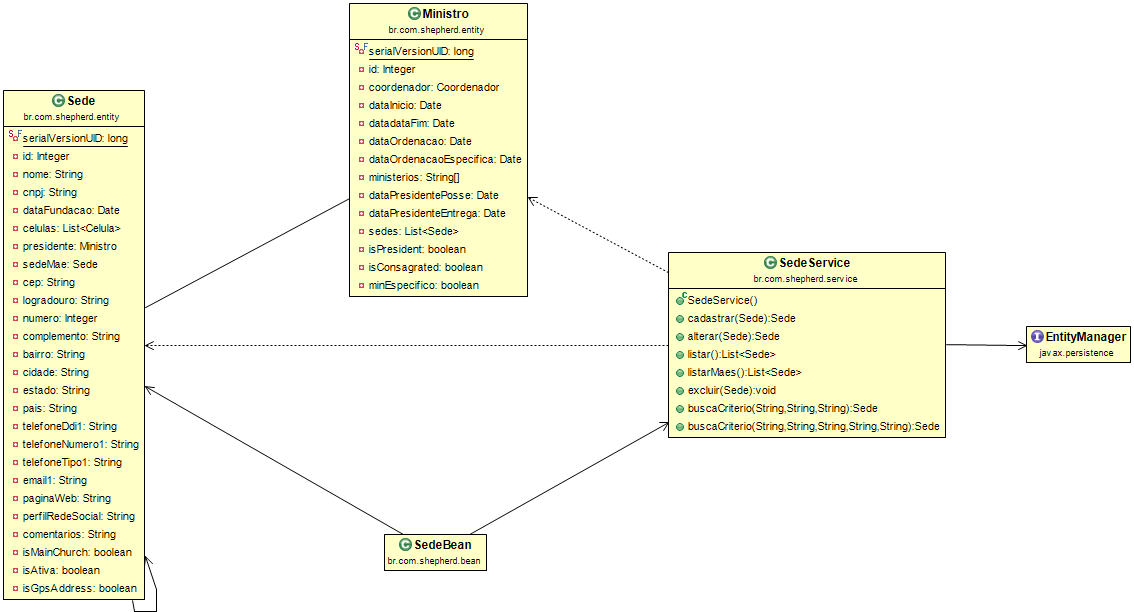 Sede
br.com.shepherd.entity
serialVersionUID: long
id: Integer
nome: String
cnpj: String
dataFundacao: Date
celulas: List<Celula>
presidente: Ministro
sedeMae: Sede
cep: String
logradouro: String
numero: Integer
complemento: String
bairro: String
cidade: String
estado: String
pais: String
telefoneDdi1: String
telefoneNumero1: String
telefoneTipo1: String
email1: String
paginaWeb: String
perfilRedeSocial: String
comentarios: String
isMainChurch: boolean
isAtiva: boolean
isGpsAddress: boolean
Ministro
br.com.shepherd.entity
serialVersionUID: long
id: Integer
coordenador: Coordenador
dataInicio: Date
datadataFim: Date
dataOrdenacao: Date
dataOrdenacaoEspecifica: Date
ministerios: String[]
dataPresidentePosse: Date
dataPresidenteEntrega: Date
sedes: List<Sede>
isPresident: boolean
isConsagrated: boolean
minEspecifico: boolean
SedeService
br.com.shepherd.service
SedeService()
cadastrar(Sede):Sede
alterar(Sede):Sede
listar():List<Sede>
listarMaes():List<Sede>
excluir(Sede):void
buscaCriterio(String,String,String):Sede
buscaCriterio(String,String,String,String,String):Sede
EntityManager
javax.persistence
SedeBean
br.com.shepherd.bean